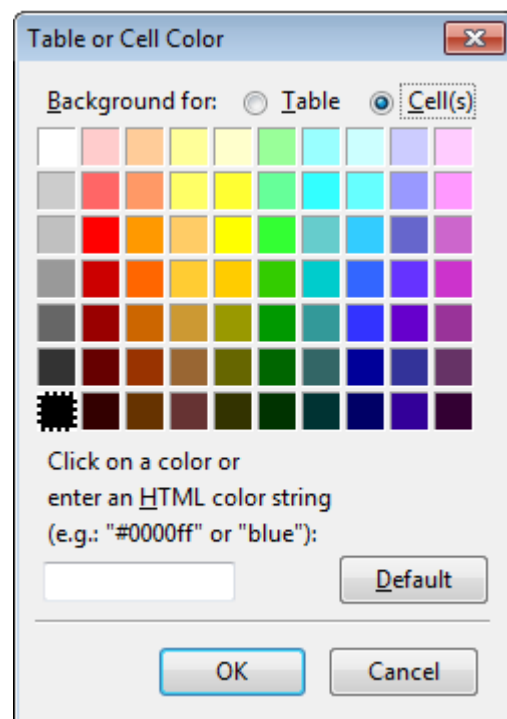 Table or Cell Color
Background for: Table Cell(s)
Click on a color or
enter an HTML color string
(e.g.: "#0000ff" or "blue"):
Default
OK Cancel